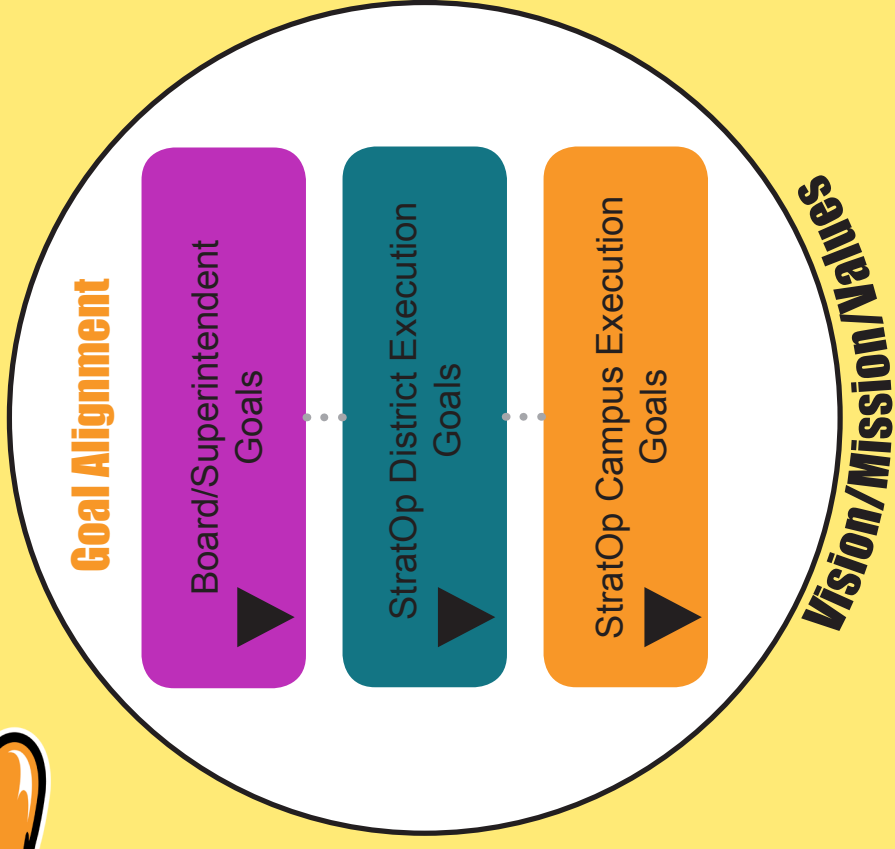 Goal Alignment
Board/Superintendent
Goals
StratOp District Execution
Goals
StratOp Campus Execution
Goals
Vision/Mission/Values